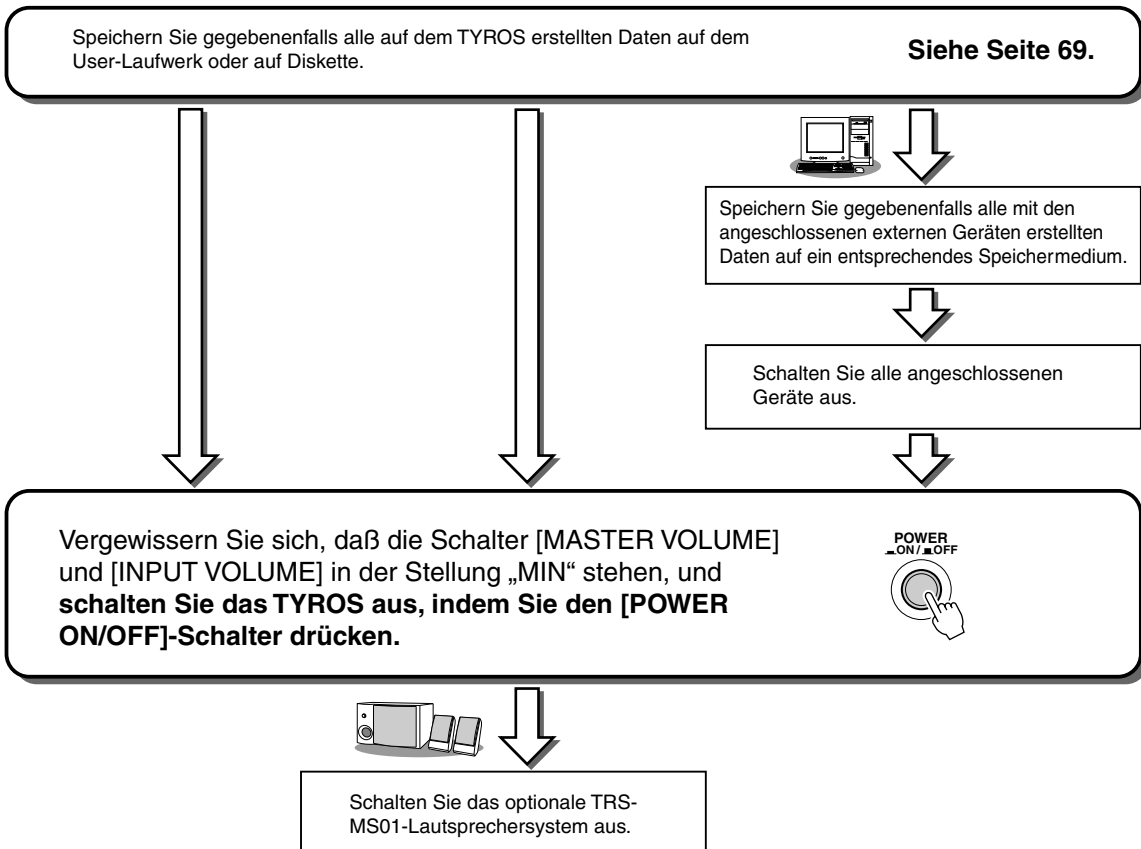 Speichern Sie gegebenenfalls alle auf dem TYROS erstellten Daten auf dem
User-Laufwerk oder auf Diskette.
Siehe Seite 69.
Speichern Sie gegebenenfalls alle mit den
angeschlossenen externen Geräten erstellten
Daten auf ein entsprechendes Speichermedium.
Schalten Sie alle angeschlossenen
Geräte aus.
Vergewissern Sie sich, daß die Schalter [MASTER VOLUME]
und [INPUT VOLUME] in der Stellung „MIN“ stehen, und
schalten Sie das TYROS aus, indem Sie den [POWER
ON/OFF]-Schalter drücken.
POWER
ON / OFF
Schalten Sie das optionale TRS-
MS01-Lautsprechersystem aus.